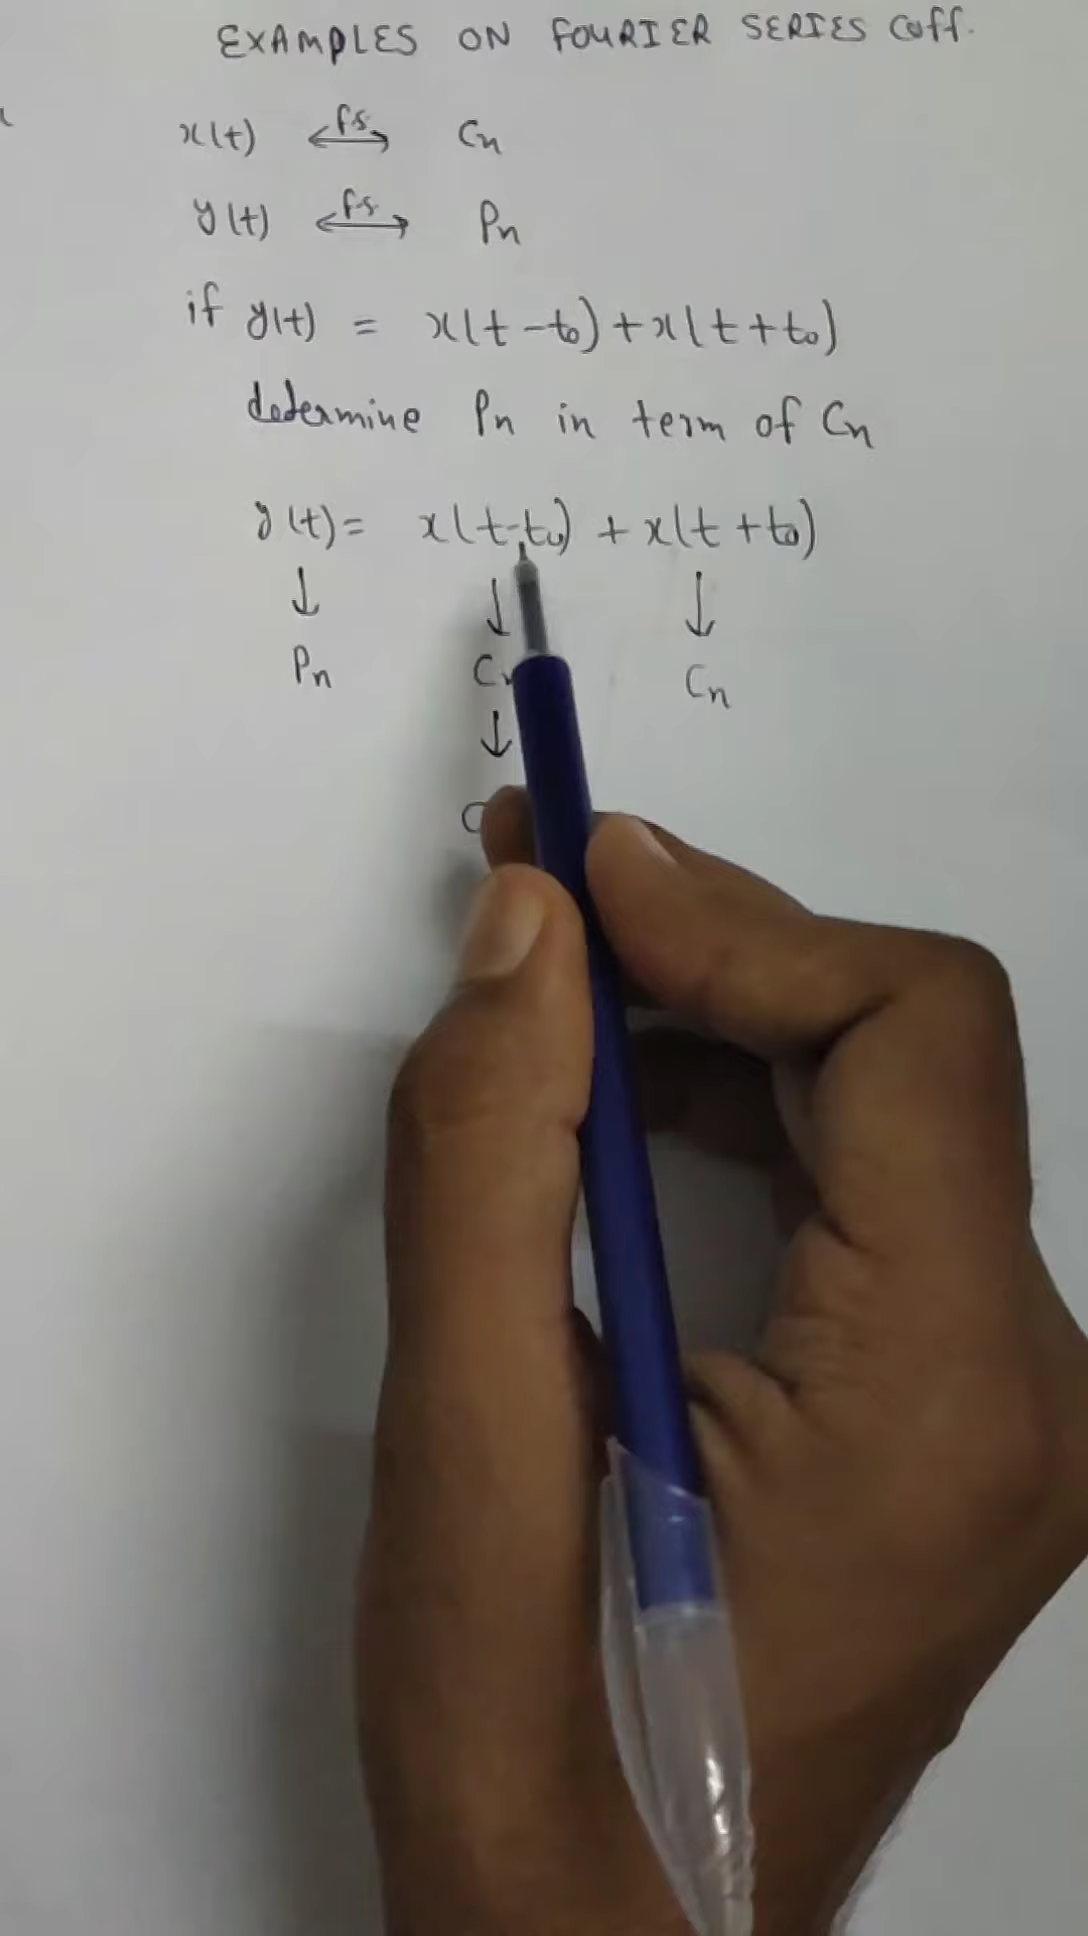 EXAMPLES ON FOURIER SERIES Coff.
x(t) f.s. Cn
y(t) f.s. Pn
if y(t) = x(t-t0) + x(t+t0)
determine Pn in term of Cn
y(t) = x(t-t0) + x(t+t0)
↓ ↓ ↓
Pn Cn Cn
↓